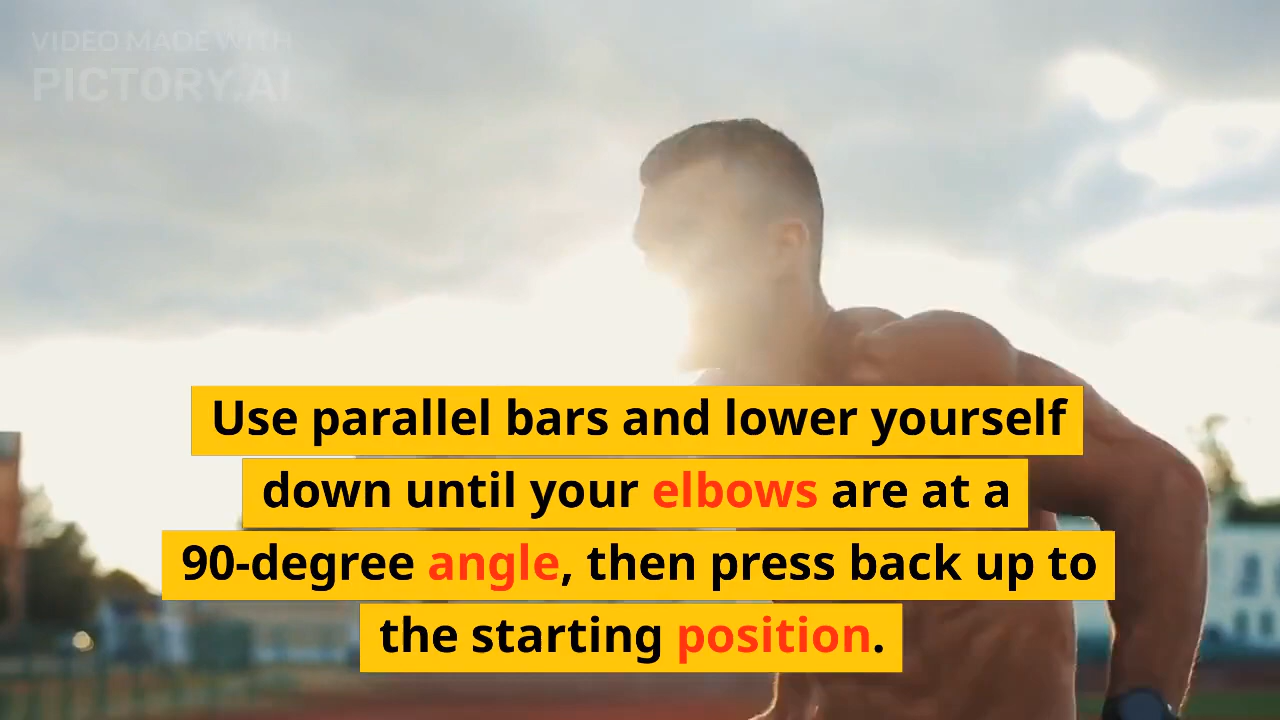 VIDEO MADE WITH
PICTORY.AI
Use parallel bars and lower yourself
down until your elbows are at a
90-degree angle, then press back up to
the starting position.